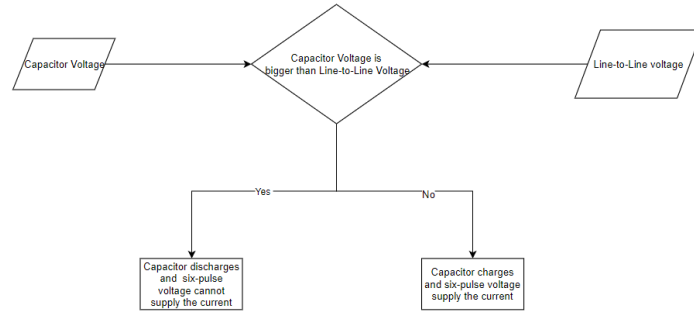 Capacitor Voltage
Capacitor Voltage is
bigger than Line-to-Line Voltage
Line-to-Line voltage
Yes
No
Capacitor discharges
and six-pulse
voltage cannot
supply the current
Capacitor charges
and six-pulse voltage
supply the current